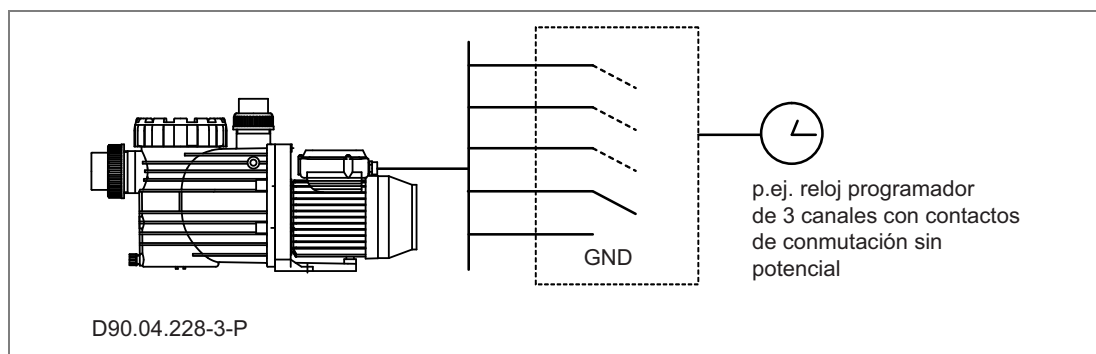 GND
p.ej. reloj programador
de 3 canales con contactos
de conmutación sin
potencial
D90.04.228-3-P